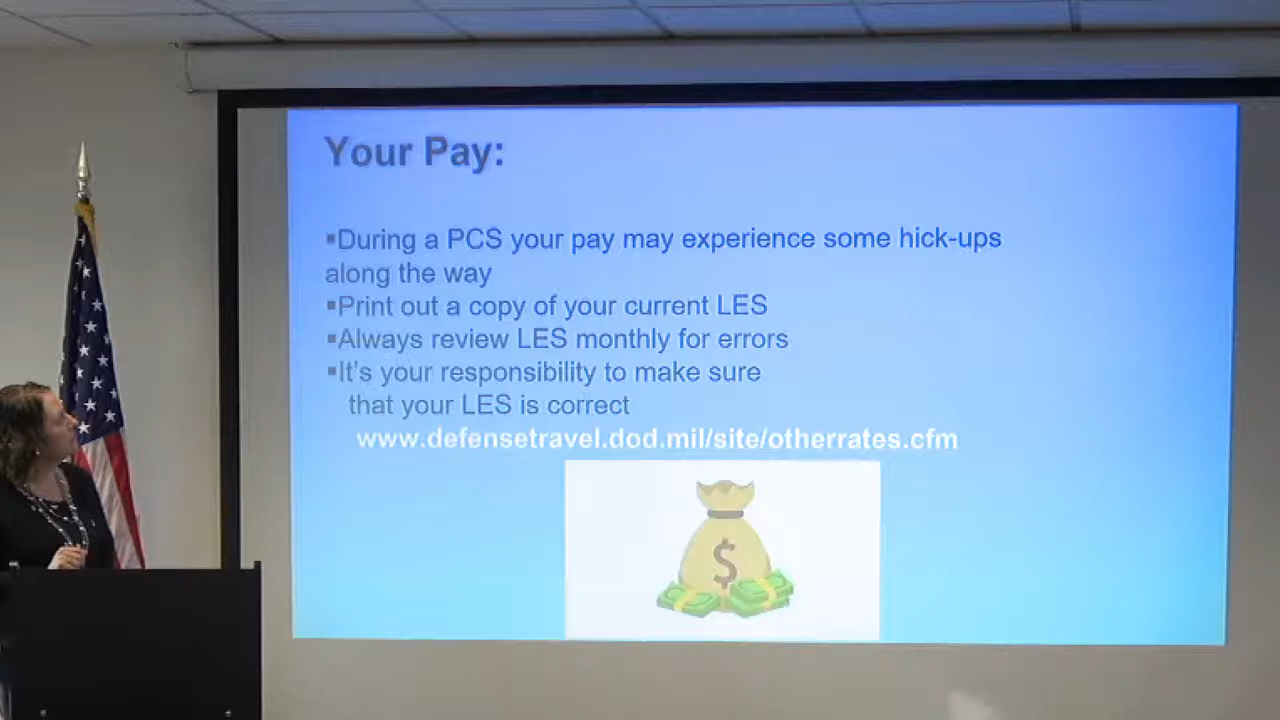 Your Pay:
▪During a PCS your pay may experience some hick-ups
along the way
▪Print out a copy of your current LES
▪Always review LES monthly for errors
▪It's your responsibility to make sure
that your LES is correct
www.defensetravel.dod.mil/site/otherrates.cfm
$